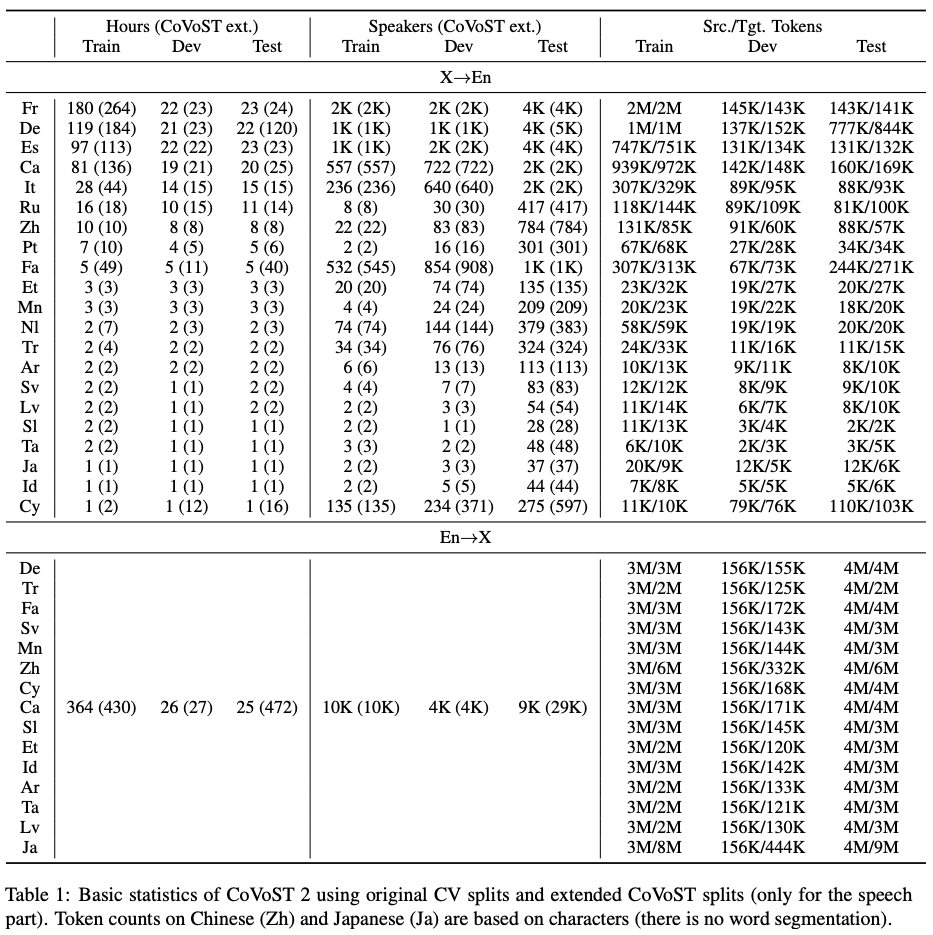 Hours (CoVoST ext.) Speakers (CoVoST ext.) Src./Tgt. Tokens
Train Dev Test Train Dev Test Train Dev Test
X→En
Fr 180 (264) 22 (23) 23 (24) 2K (2K) 2K (2K) 4K (4K) 2M/2M 145K/143K 143K/141K
De 119 (184) 21 (23) 22 (120) 1K (1K) 1K (1K) 4K (5K) 1M/1M 137K/152K 777K/844K
Es 97 (113) 22 (22) 23 (23) 1K (1K) 2K (2K) 4K (4K) 747K/751K 131K/134K 131K/132K
Ca 81 (136) 19 (21) 20 (25) 557 (557) 722 (722) 2K (2K) 939K/972K 142K/148K 160K/169K
It 28 (44) 14 (15) 15 (15) 236 (236) 640 (640) 2K (2K) 307K/329K 89K/95K 88K/93K
Ru 16 (18) 10 (15) 11 (14) 8 (8) 30 (30) 417 (417) 118K/144K 89K/109K 81K/100K
Zh 10 (10) 8 (8) 8 (8) 22 (22) 83 (83) 784 (784) 131K/85K 91K/60K 88K/57K
Pt 7 (10) 4 (5) 5 (6) 2 (2) 16 (16) 301 (301) 67K/68K 27K/28K 34K/34K
Fa 5 (49) 5 (11) 5 (40) 532 (545) 854 (908) 1K (1K) 307K/313K 67K/73K 244K/271K
Et 3 (3) 3 (3) 3 (3) 20 (20) 74 (74) 135 (135) 23K/32K 19K/27K 20K/27K
Mn 3 (3) 3 (3) 3 (3) 4 (4) 24 (24) 209 (209) 20K/23K 19K/22K 18K/20K
Nl 2 (7) 2 (3) 2 (3) 74 (74) 144 (144) 379 (383) 58K/59K 19K/19K 20K/20K
Tr 2 (4) 2 (2) 2 (2) 34 (34) 76 (76) 324 (324) 24K/33K 11K/16K 11K/15K
Ar 2 (2) 2 (2) 2 (2) 6 (6) 13 (13) 113 (113) 10K/13K 9K/11K 8K/10K
Sv 2 (2) 1 (1) 2 (2) 4 (4) 7 (7) 83 (83) 12K/12K 8K/9K 9K/10K
Lv 2 (2) 1 (1) 2 (2) 2 (2) 3 (3) 54 (54) 11K/14K 6K/7K 8K/10K
Sl 2 (2) 1 (1) 1 (1) 2 (2) 1 (1) 28 (28) 11K/13K 3K/4K 2K/2K
Ta 2 (2) 1 (1) 1 (1) 3 (3) 2 (2) 48 (48) 6K/10K 2K/3K 3K/5K
Ja 1 (1) 1 (1) 1 (1) 2 (2) 3 (3) 37 (37) 20K/9K 12K/5K 12K/6K
Id 1 (1) 1 (1) 1 (1) 2 (2) 5 (5) 44 (44) 7K/8K 5K/5K 5K/6K
Cy 1 (2) 1 (12) 1 (16) 135 (135) 234 (371) 275 (597) 11K/10K 79K/76K 110K/103K
En→X
De 3M/3M 156K/155K 4M/4M
Tr 3M/2M 156K/125K 4M/2M
Fa 3M/3M 156K/172K 4M/4M
Sv 3M/3M 156K/143K 4M/3M
Mn 3M/3M 156K/144K 4M/3M
Zh 3M/6M 156K/332K 4M/6M
Cy 3M/3M 156K/168K 4M/4M
Ca 364 (430) 26 (27) 25 (472) 10K (10K) 4K (4K) 9K (29K) 3M/3M 156K/171K 4M/4M
Sl 3M/3M 156K/145K 4M/3M
Et 3M/2M 156K/120K 4M/3M
Id 3M/3M 156K/142K 4M/3M
Ar 3M/2M 156K/133K 4M/3M
Ta 3M/2M 156K/121K 4M/3M
Lv 3M/2M 156K/130K 4M/3M
Ja 3M/8M 156K/444K 4M/9M
Table 1: Basic statistics of CoVoST 2 using original CV splits and extended CoVoST splits (only for the speech
part). Token counts on Chinese (Zh) and Japanese (Ja) are based on characters (there is no word segmentation).